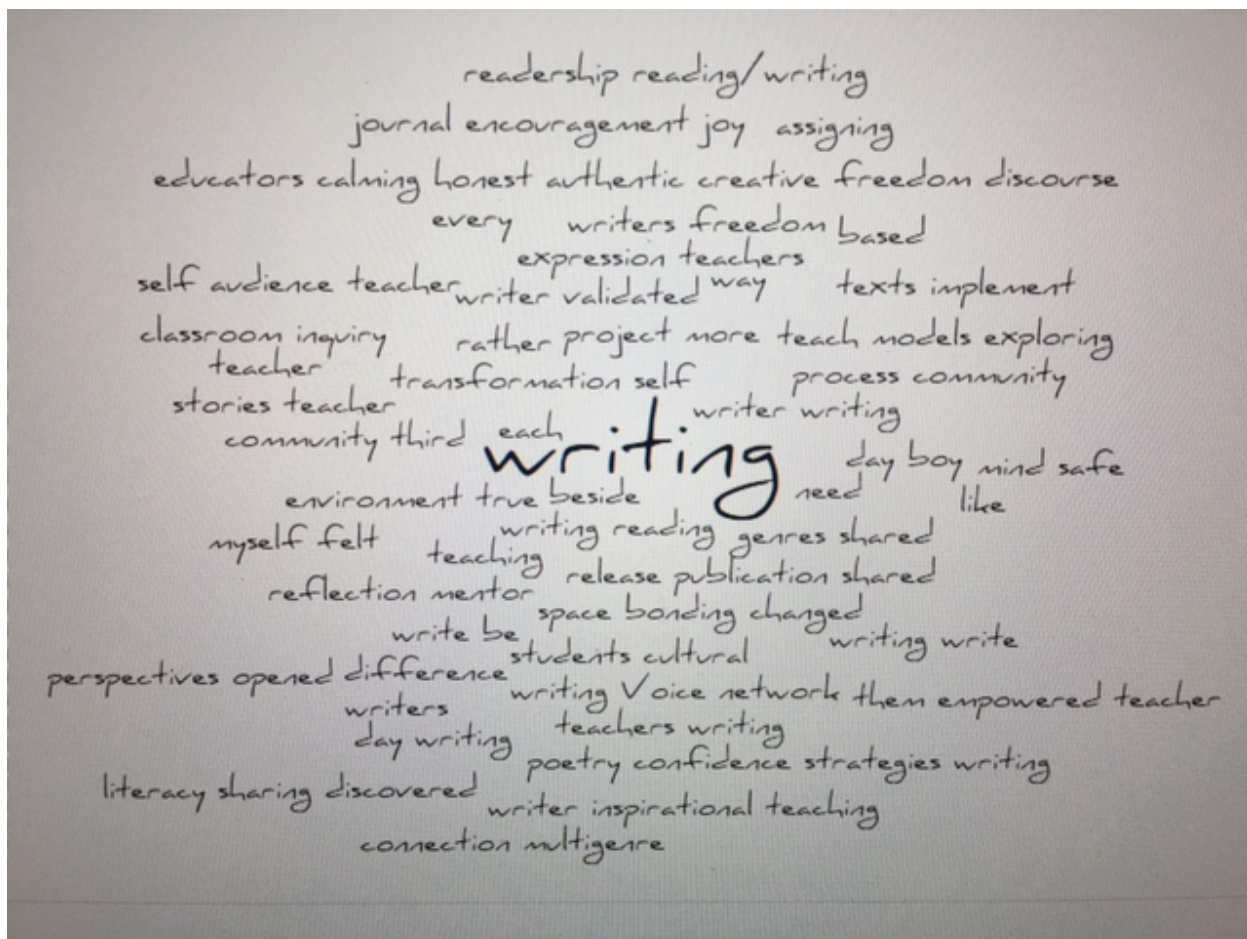 readership reading/writing
journal encouragement joy assigning
educators calming honest authentic creative freedom discourse
every writers freedom based
expression teachers
self audience teacher writer validated way texts implement
classroom inquiry rather project more teach models exploring
teacher transformation self process community
stories teacher writer writing
community third each writing day boy mind safe
environment true beside need like
myself felt writing reading genres shared
teaching release publication shared
reflection mentor space bonding changed
write be writing write
students cultural
perspectives opened difference writing Voice network them empowered teacher
writers teachers writing
day writing
poetry confidence strategies writing
literacy sharing discovered writer inspirational teaching
connection multigenre